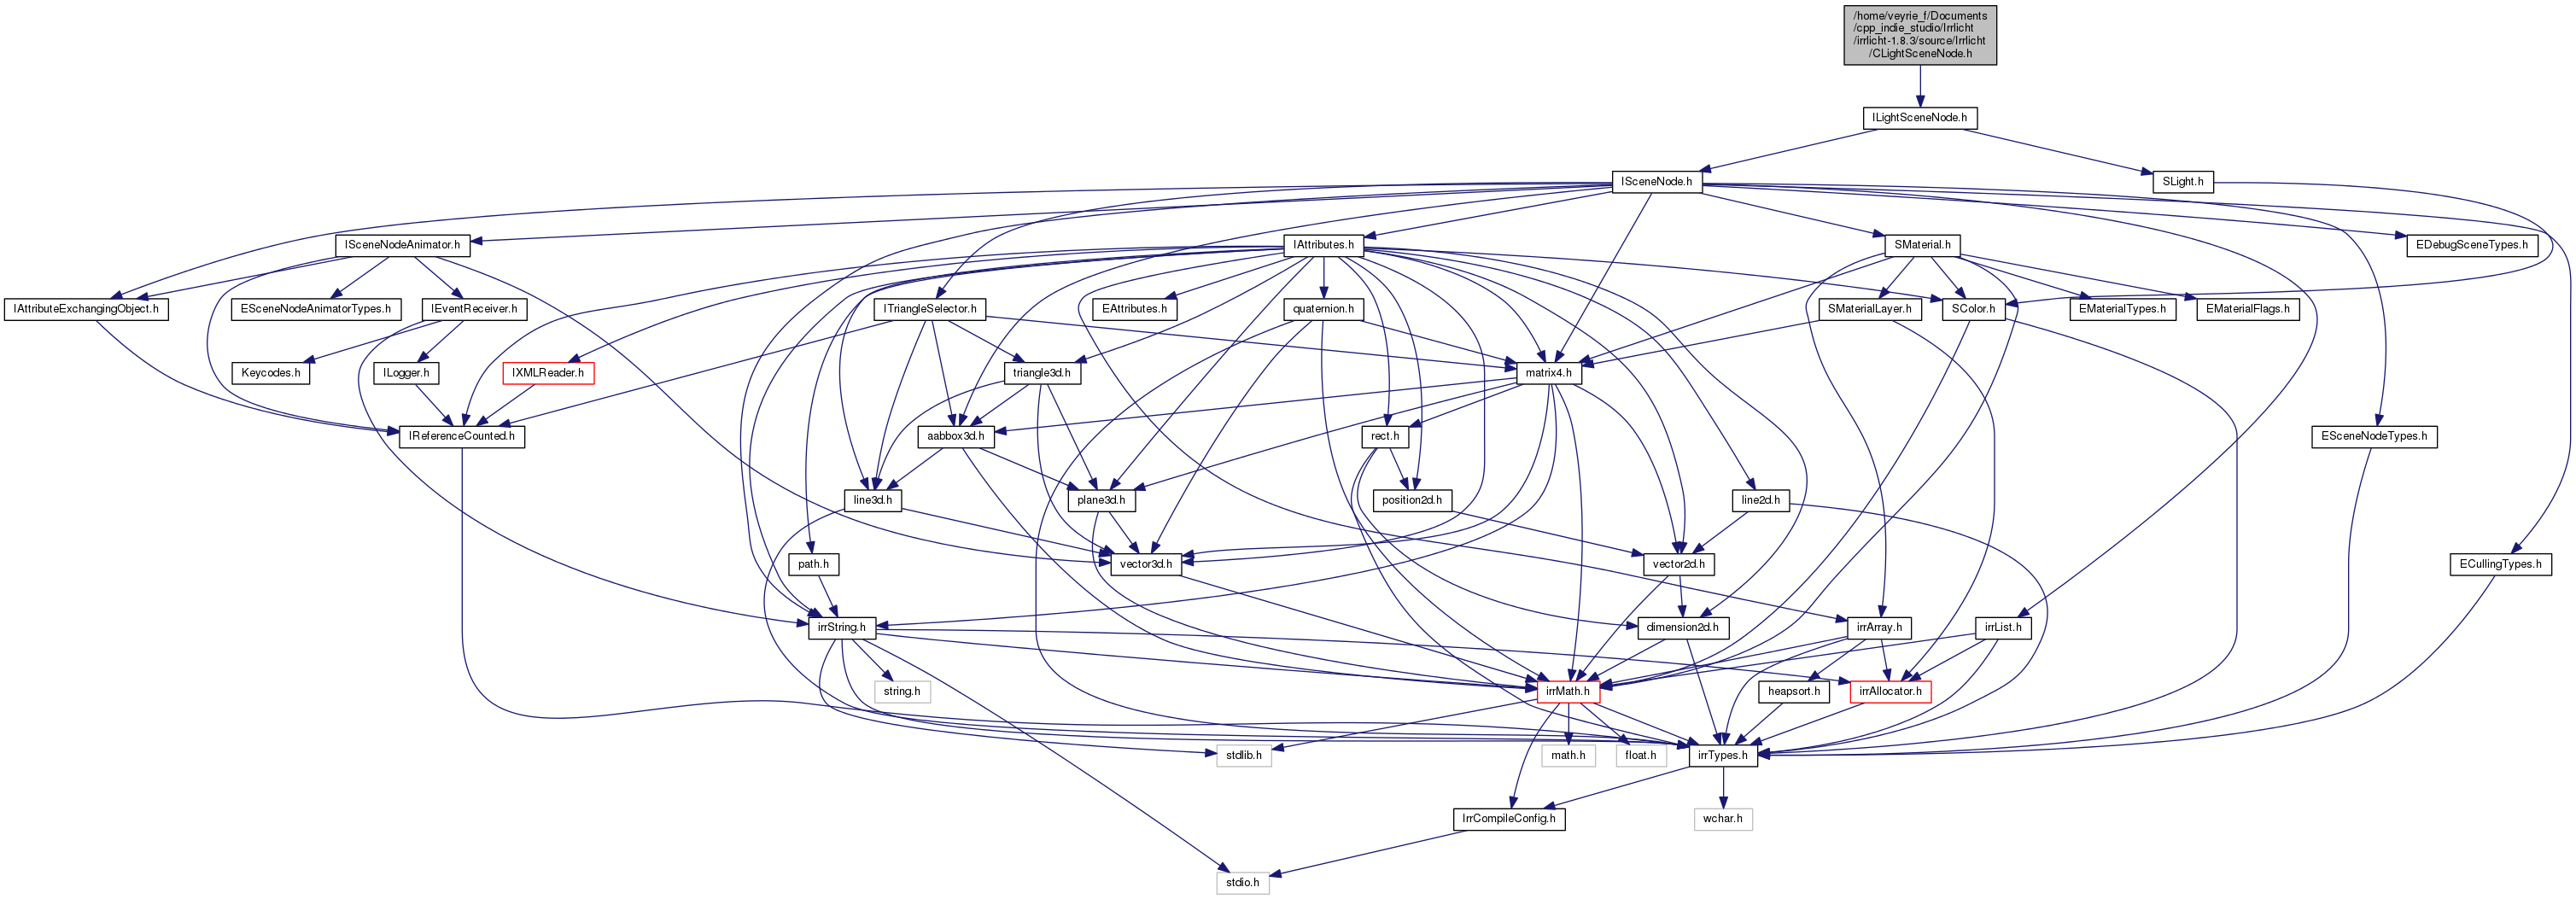 /home/veyrie_f/Documents
/cpp_indie_studio/Irrlicht
/irrlicht-1.8.3/source/Irrlicht
/CLightSceneNode.h
ILightSceneNode.h
ISceneNode.h
SLight.h
ISceneNodeAnimator.h
IAttributes.h
SMaterial.h
EDebugSceneTypes.h
IAttributeExchangingObject.h
ESceneNodeAnimatorTypes.h
IEventReceiver.h
ITriangleSelector.h
EAttributes.h
quaternion.h
SMaterialLayer.h
SColor.h
EMaterialTypes.h
EMaterialFlags.h
Keycodes.h
ILogger.h
IXMLReader.h
triangle3d.h
matrix4.h
IReferenceCounted.h
aabbox3d.h
rect.h
ESceneNodeTypes.h
line3d.h
plane3d.h
position2d.h
line2d.h
path.h
vector3d.h
vector2d.h
ECullingTypes.h
irrString.h
dimension2d.h
irrArray.h
irrList.h
string.h
irrMath.h
heapsort.h
irrAllocator.h
stdlib.h
math.h
float.h
irrTypes.h
IrrCompileConfig.h
wchar.h
stdio.h